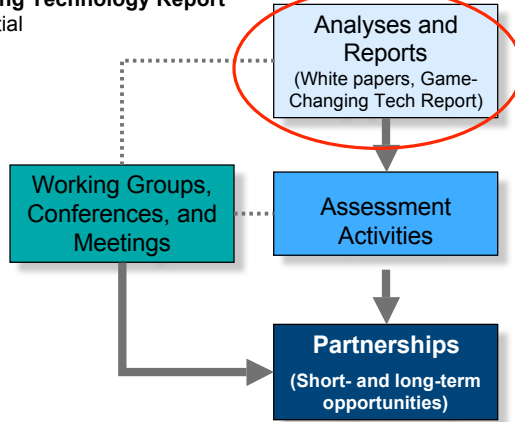 ng Technology Report
tial
Analyses and
Reports
(White papers, Game-
Changing Tech Report)
Working Groups,
Conferences, and
Meetings
Assessment
Activities
Partnerships
(Short- and long-term
opportunities)